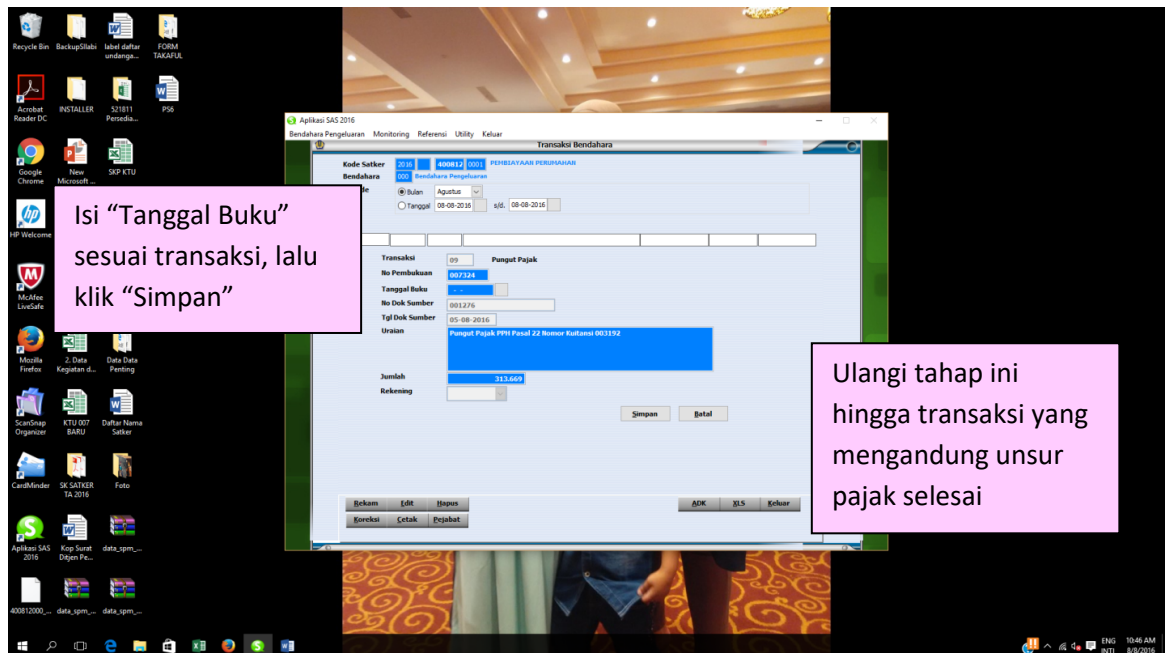 Recycle Bin
BackupSIlabi
label daftar
undanga...
FORM
TAKAFUL
Acrobat
Reader DC
INSTALLER
521811
Persedia...
PS6
Google
Chrome
New
Microsoft ...
SKP KTU
HP Welcome
McAfee
LiveSafe
Mozilla
Firefox
2. Data
Kegiatan d...
Data Data
Penting
ScanSnap
Organizer
KTU 007
BARU
Daftar Nama
Satker
CardMinder
SK SATKER
TA 2016
Foto
Aplikasi SAS
2016
Kop Surat
Ditjen Pe...
data_spm_...
400812000_...
data_spm_...
data_spm_...
Aplikasi SAS 2016
Bendahara Pengeluaran Monitoring Referensi Utility Keluar
Transaksi Bendahara
Kode Satker 2016 400812 0001 PEMBIAYAAN PERUMAHAN
Bendahara 000 Bendahara Pengeluaran
Bulan Agustus
Tanggal 08-08-2016 s/d. 08-08-2016
Transaksi 09 Pungut Pajak
No Pembukuan 007324
Tanggal Buku - -
No Dok Sumber 001276
Tgl Dok Sumber 05-08-2016
Uraian Pungut Pajak PPH Pasal 22 Nomor Kuitansi 003192
Jumlah 313.669
Rekening
Simpan Batal
Rekam Edit Hapus ADK XLS Keluar
Koreksi Cetak Pejabat
Isi “Tanggal Buku”
sesuai transaksi, lalu
klik “Simpan”
Ulangi tahap ini
hingga transaksi yang
mengandung unsur
pajak selesai
ENG 10:46 AM
INTL 8/8/2016